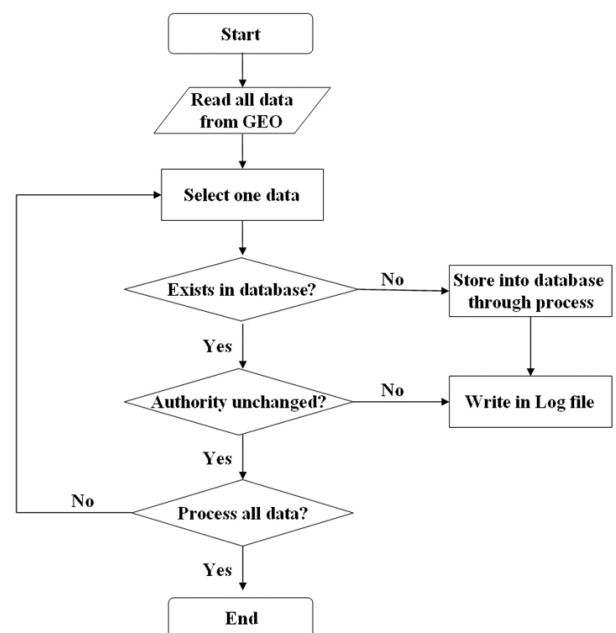 Start
Read all data
from GEO
Select one data
Exists in database?
No
Store into database
through process
Yes
Authority unchanged?
No
Write in Log file
Yes
No
Process all data?
Yes
End